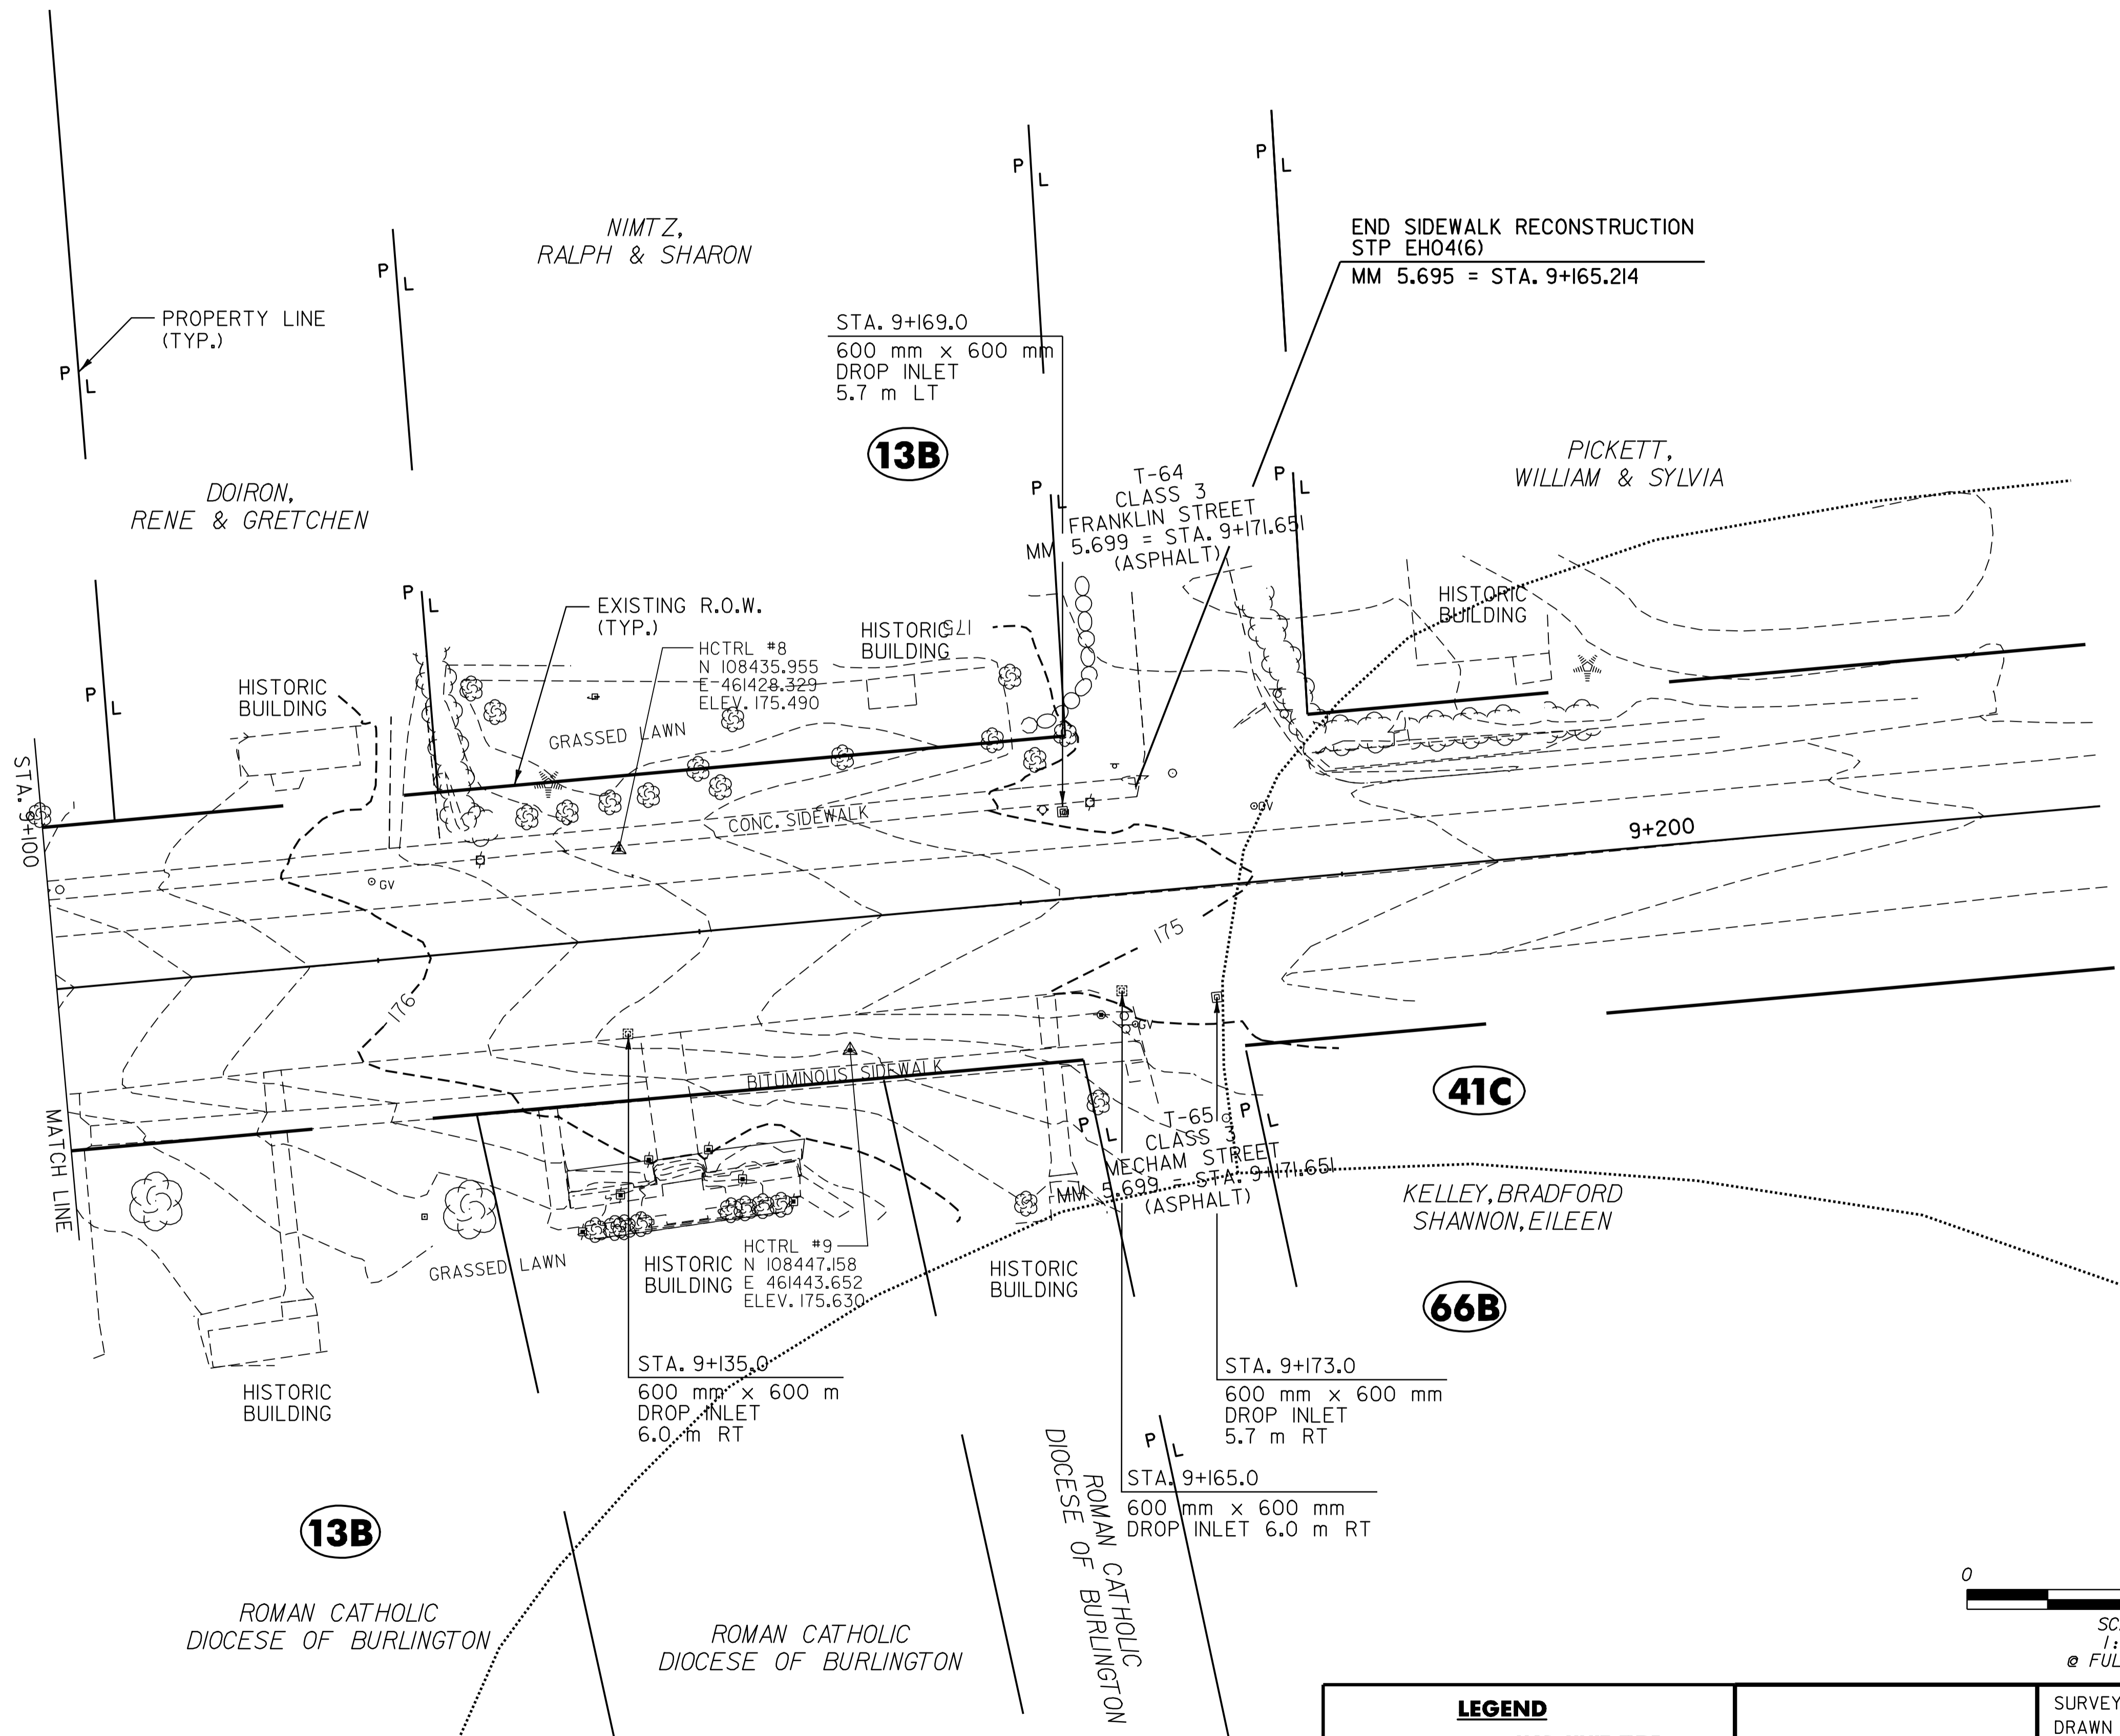 NIMTZ,
RALPH & SHARON
P L
P L
P L
P L
END SIDEWALK RECONSTRUCTION
STP EH04(6)
MM 5.695 = STA. 9+165.214
PROPERTY LINE
(TYP.)
STA. 9+169.0
600 mm x 600 mm
DROP INLET
5.7 m LT
13B
PICKETT,
WILLIAM & SYLVIA
DOIRON,
RENE & GRETCHEN
P L
P L
T-64
CLASS 3
FRANKLIN STREET
MM 5.699 = STA. 9+171.651
(ASPHALT)
P L
P L
EXISTING R.O.W.
(TYP.)
HISTORIC
BUILDING
175
HISTORIC
BUILDING
HCTRL #8
N 108435.955
E 461428.329
ELEV. 175.490
HISTORIC
BUILDING
GRASSED LAWN
STA. 9+100
CONC. SIDEWALK
GV
GV
9+200
175
176
GV
BITUMINOUS SIDEWALK
MATCH LINE
41C
T-65
CLASS 3
MECHAM STREET
MM 5.699 = STA. 9+171.651
(ASPHALT)
P L
P L
KELLEY, BRADFORD
SHANNON, EILEEN
GRASSED LAWN
HISTORIC
BUILDING
HCTRL #9
N 108447.158
E 461443.652
ELEV. 175.630
HISTORIC
BUILDING
66B
STA. 9+135.0
600 mm x 600 m
DROP INLET
6.0 m RT
STA. 9+173.0
600 mm x 600 mm
DROP INLET
5.7 m RT
HISTORIC
BUILDING
P L
STA. 9+165.0
600 mm x 600 mm
DROP INLET 6.0 m RT
13B
ROMAN CATHOLIC
DIOCESE OF BURLINGTON
ROMAN CATHOLIC
DIOCESE OF BURLINGTON
ROMAN CATHOLIC
DIOCESE OF BURLINGTON
0
1:
@ FUL
LEGEND
SURVEY
DRAWN